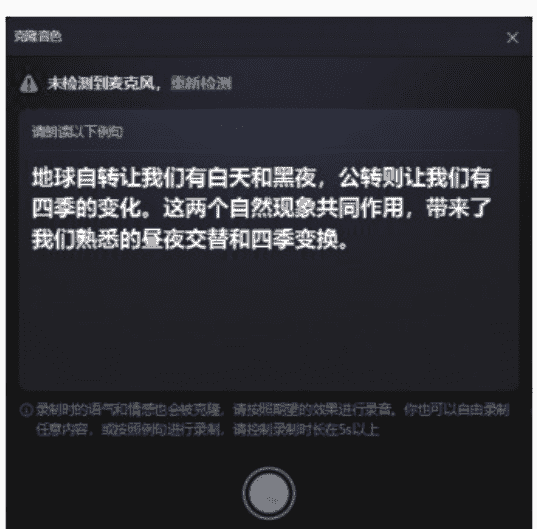 克隆音色
未检测到麦克风，重新检测
请朗读以下例句
地球自转让我们有白天和黑夜，公转则让我们有
四季的变化。这两个自然现象共同作用，带来了
我们熟悉的昼夜交替和四季变换。
录制时的语气和情感也会被克隆，请按照期望的效果进行录音。你也可以自由录制
任意内容，或按照例句进行录制，请控制录制时长在5s以上